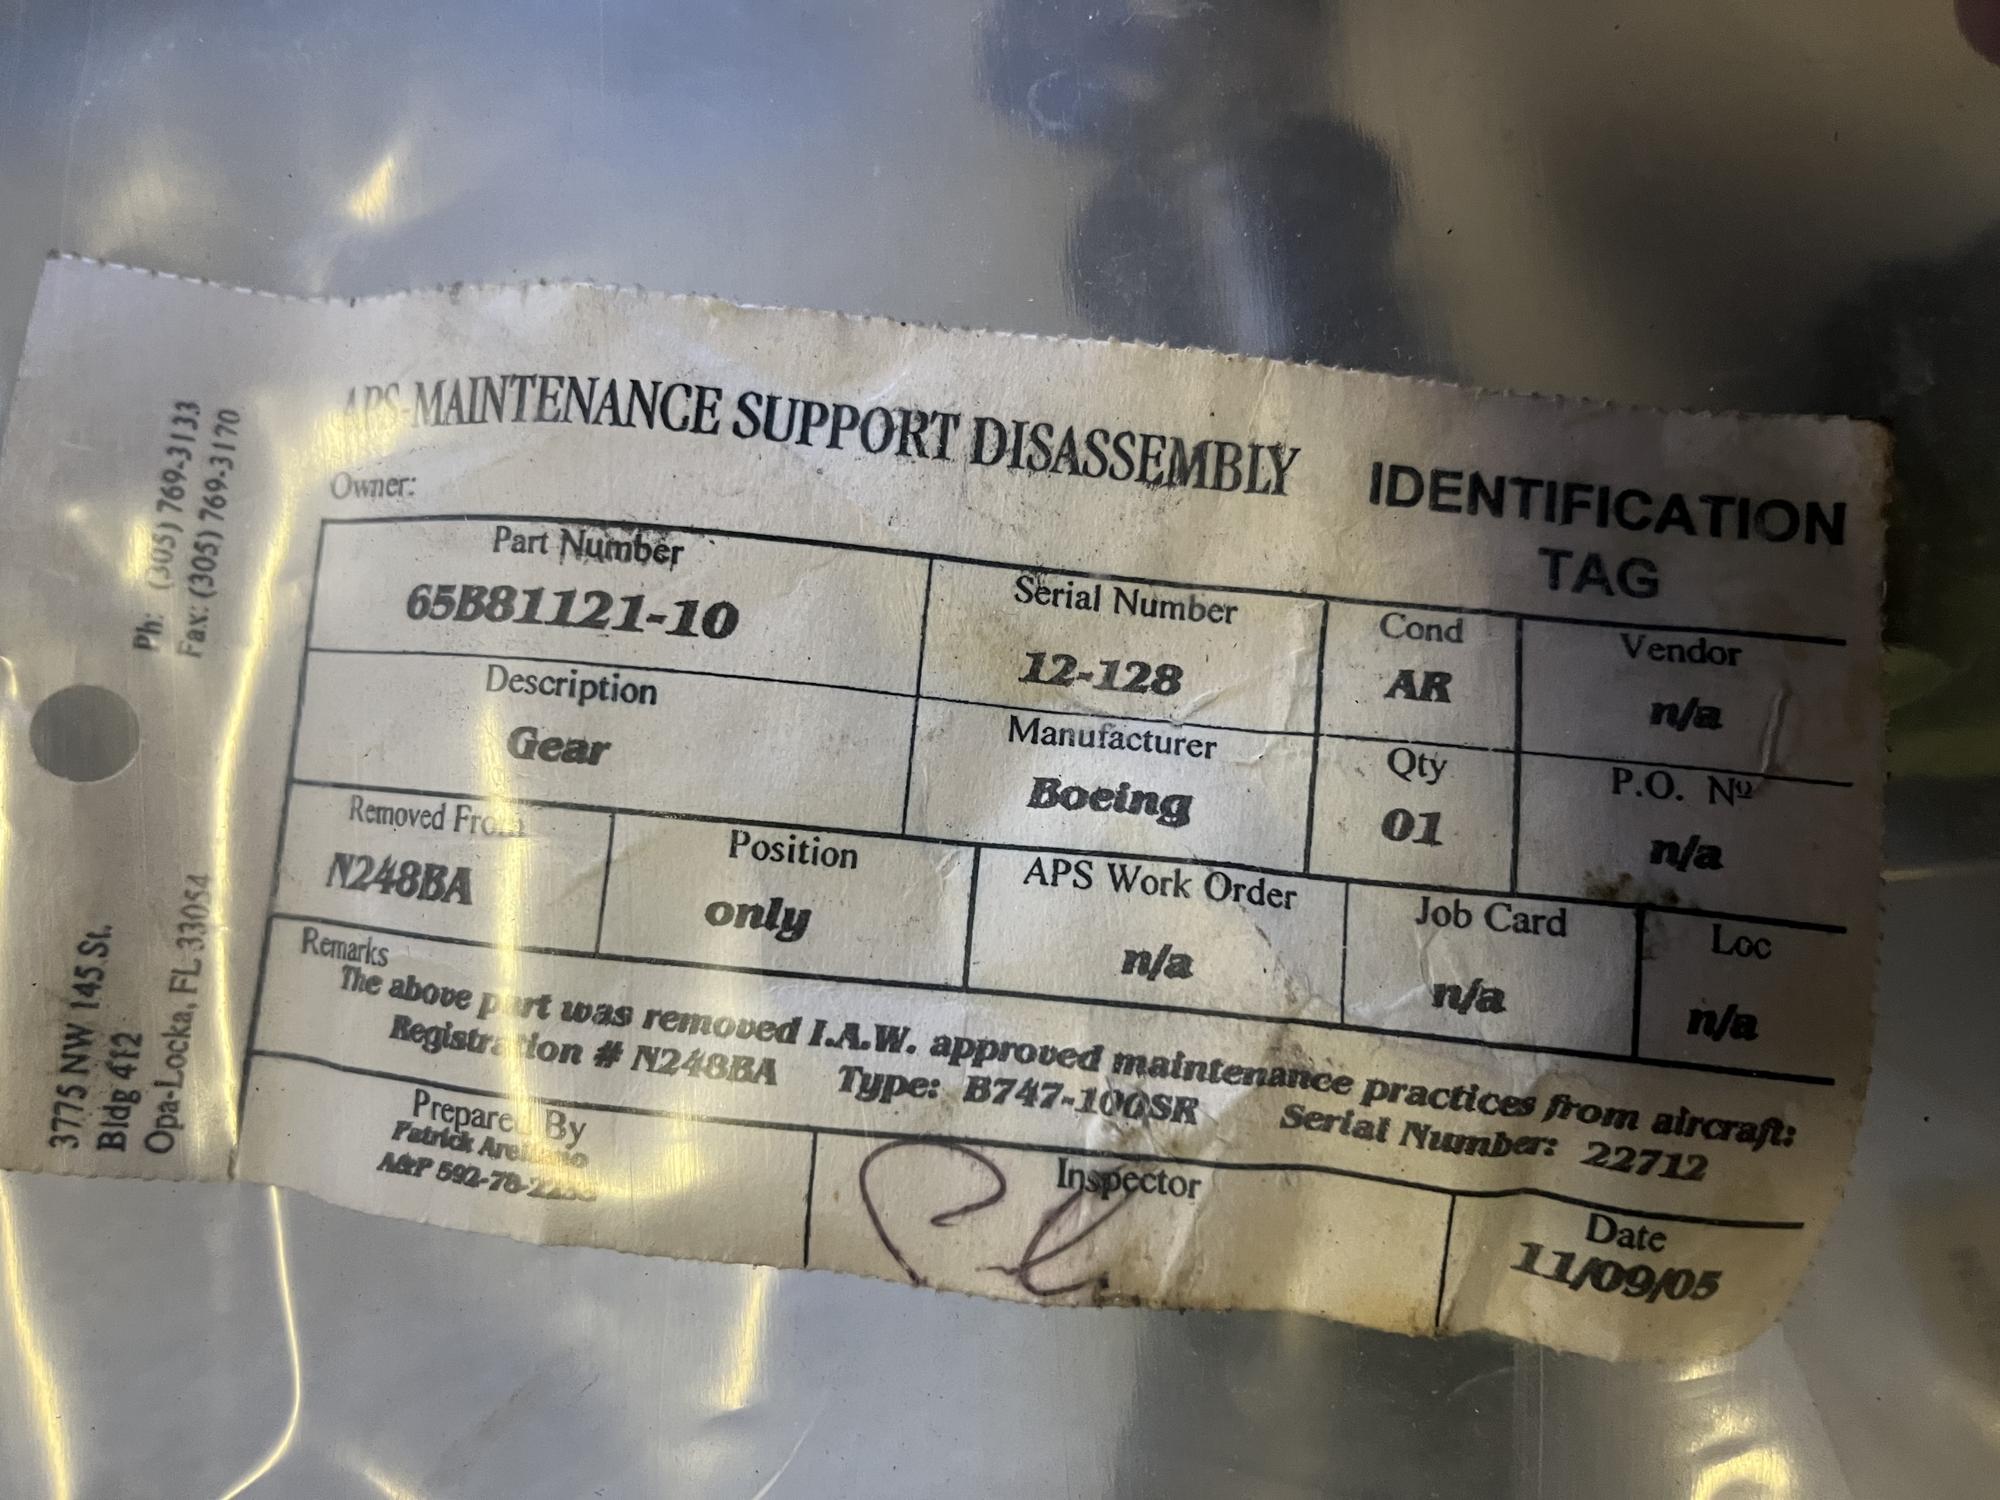 APS-MAINTENANCE SUPPORT DISASSEMBLY
IDENTIFICATION
TAG
Owner:
Part Number
65B81121-10
Serial Number
12-128
Cond
AR
Vendor
n/a
Description
Gear
Manufacturer
Boeing
Qty
01
P.O. Nº
n/a
Removed From
N248BA
Position
only
APS Work Order
n/a
Job Card
n/a
Loc
n/a
Remarks
The above part was removed I.A.W. approved maintenance practices from aircraft:
Registration # N248BA Type: B747-100SR Serial Number: 22712
Prepared By
Patrick
A&P
Inspector
Date
11/09/05
3775 NW 145 St.
Bldg 412
Opa-Locka, FL 33054
Ph: (305) 769-3133
Fax: (305) 769-3170